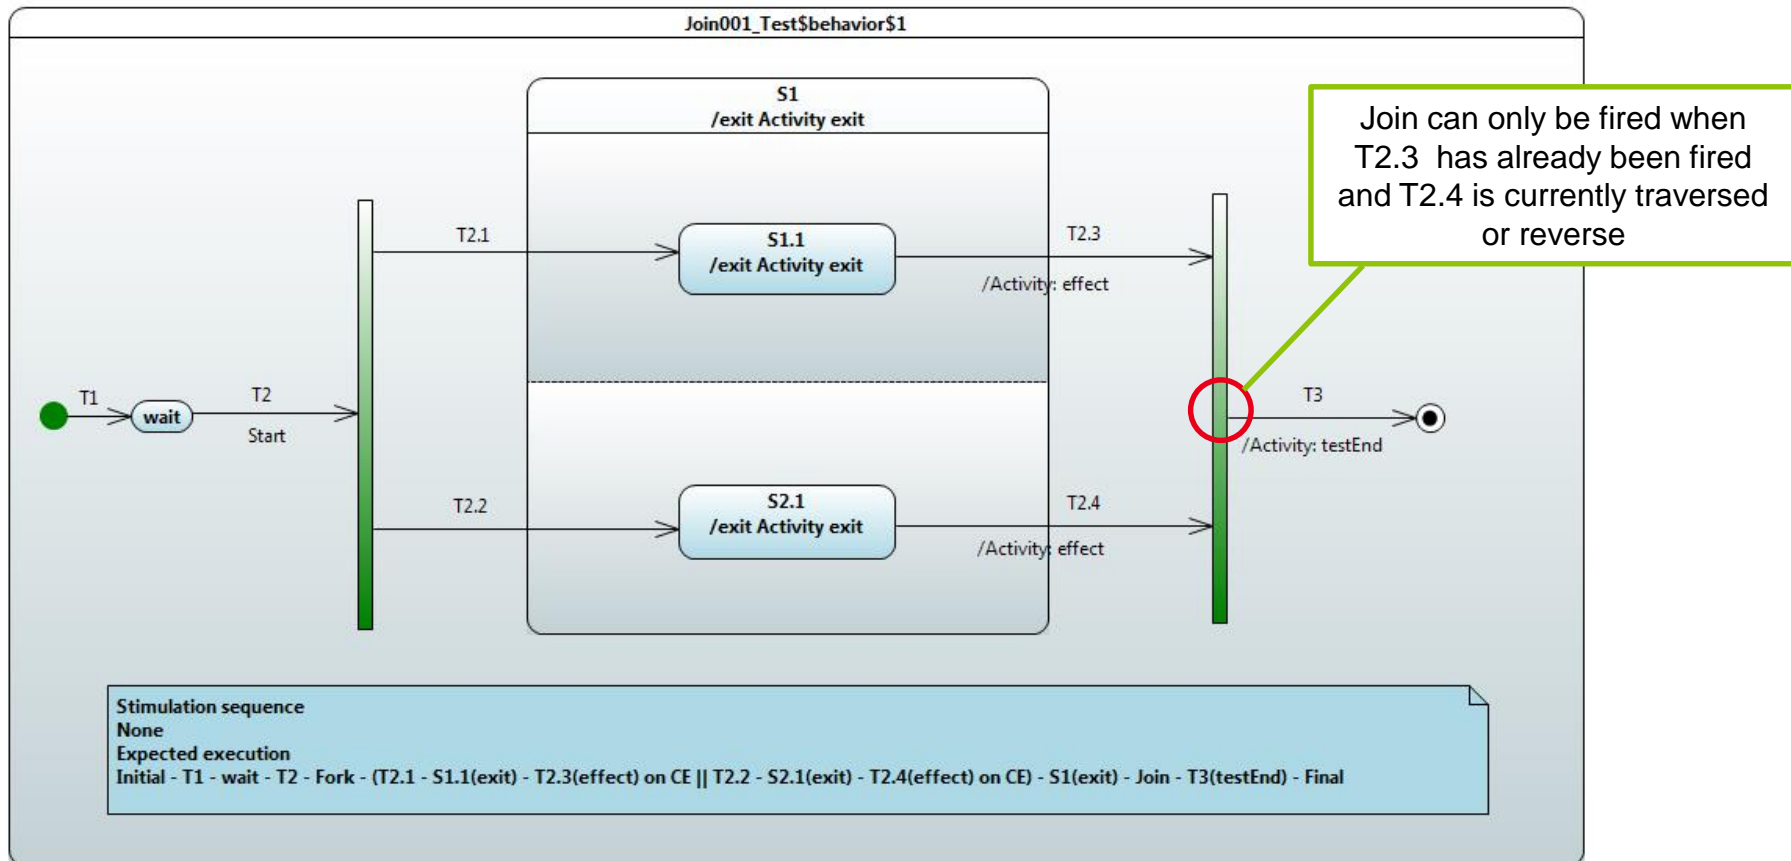 Join001_Test$behavior$1
S1
/exit Activity exit
Join can only be fired when
T2.3 has already been fired
and T2.4 is currently traversed
or reverse
T2.1
S1.1
/exit Activity exit
T2.3
/Activity: effect
T1
wait
T2
Start
T3
/Activity: testEnd
T2.2
S2.1
/exit Activity exit
T2.4
/Activity: effect
Stimulation sequence
None
Expected execution
Initial - T1 - wait - T2 - Fork - (T2.1 - S1.1(exit) - T2.3(effect) on CE || T2.2 - S2.1(exit) - T2.4(effect) on CE) - S1(exit) - Join - T3(testEnd) - Final